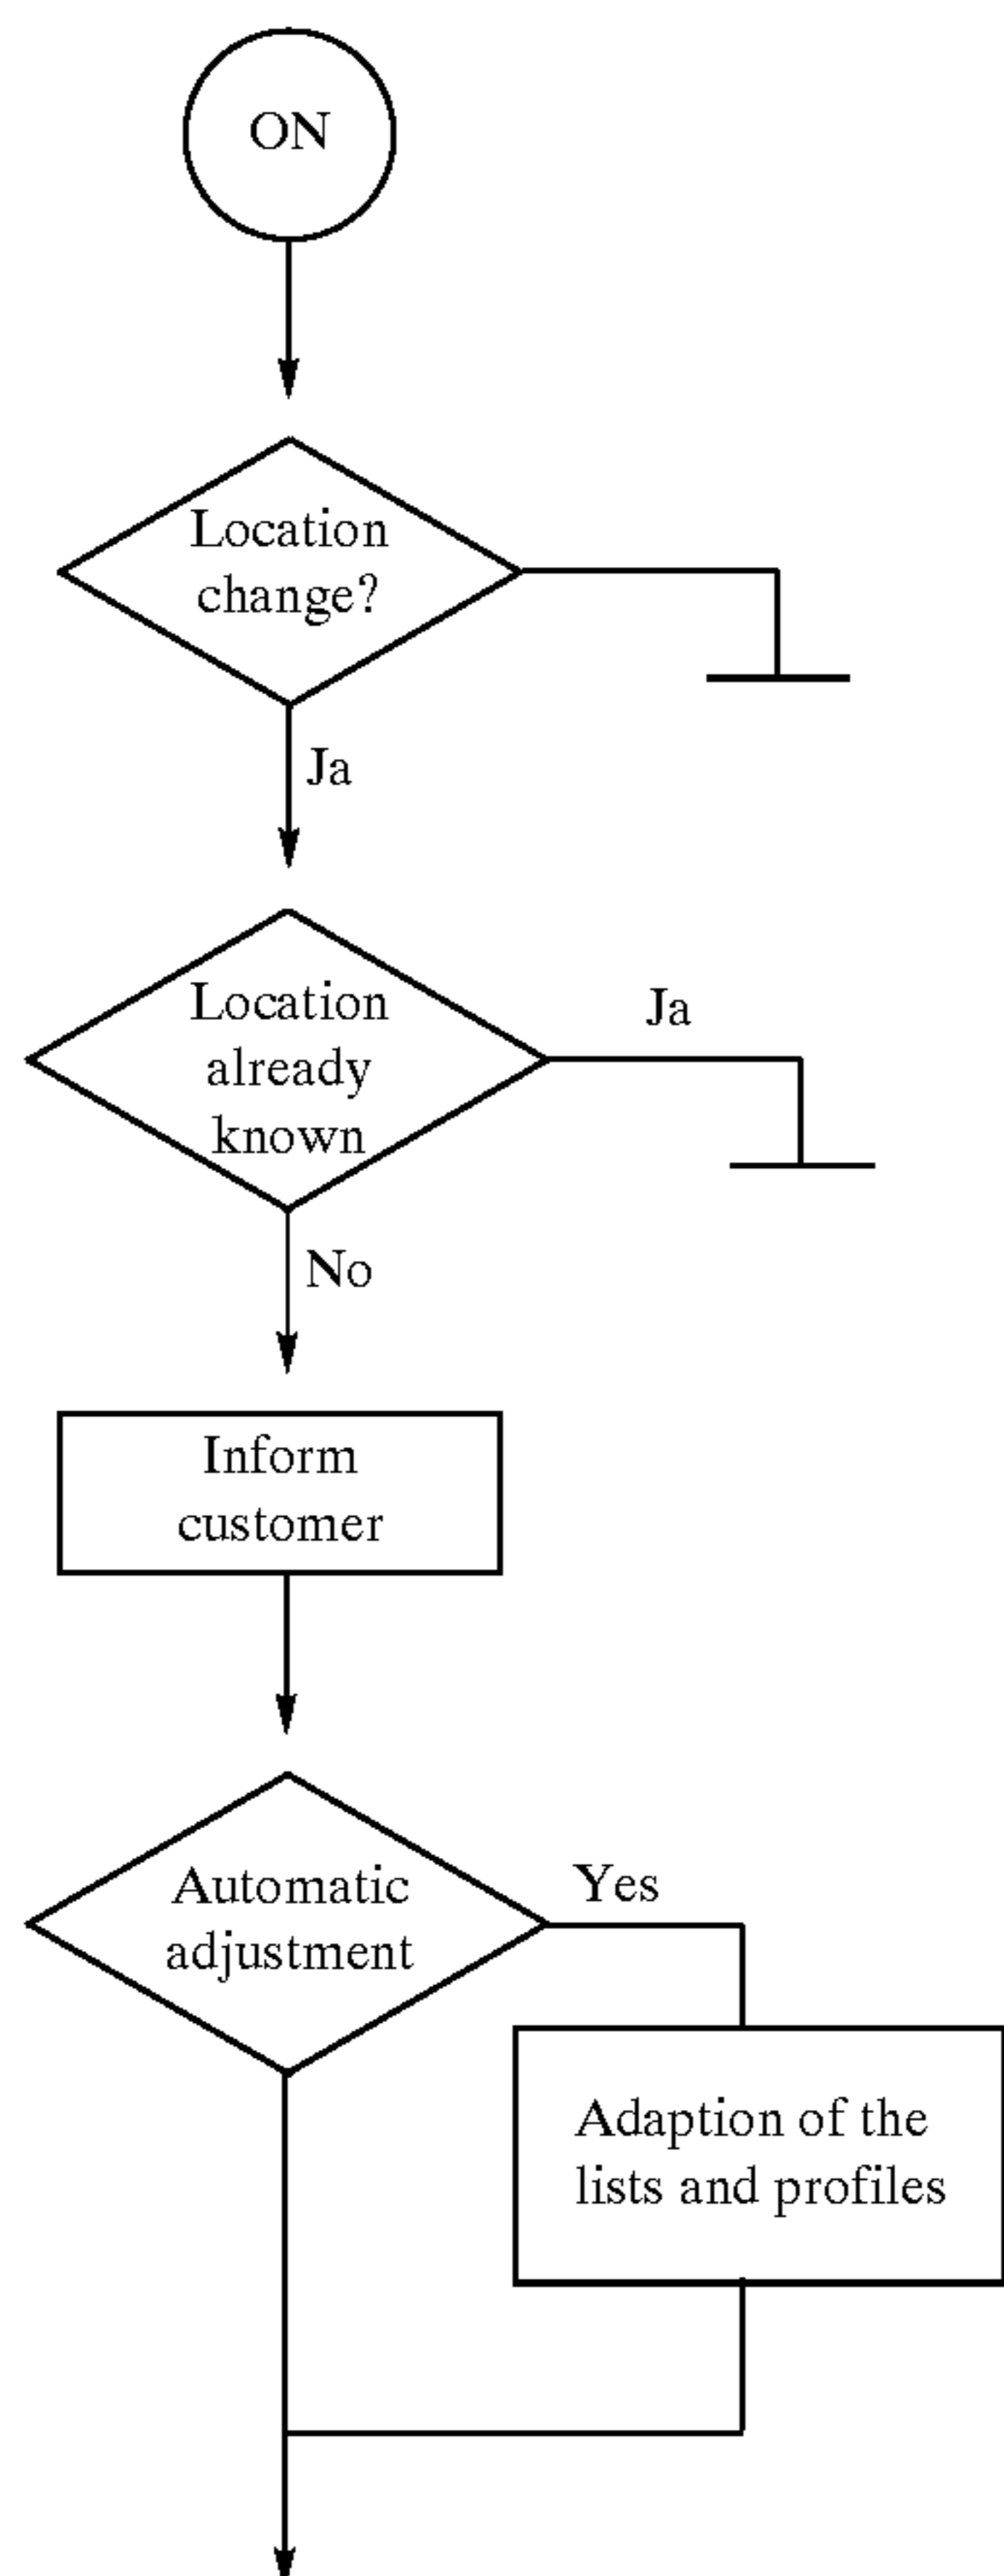 ON
Location
change?
Ja
Location
already
known
Ja
No
Inform
customer
Automatic
adjustment
Yes
Adaption of the
lists and profiles